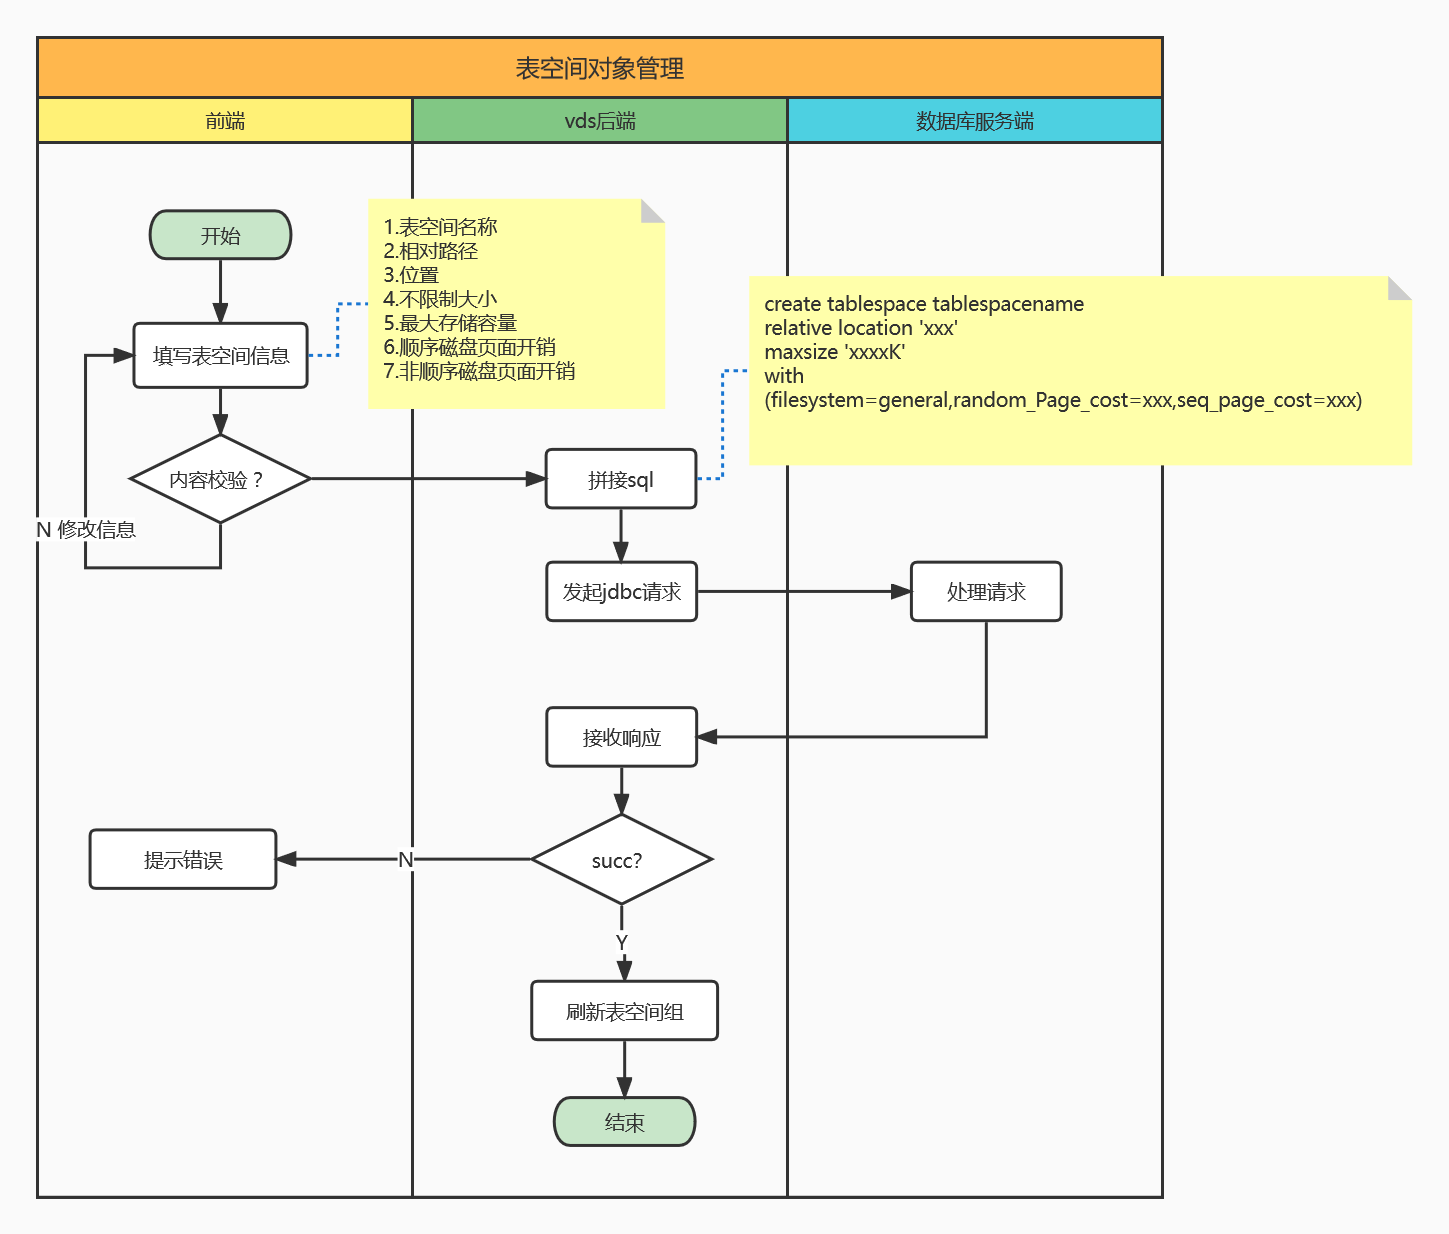 表空间对象管理
前端
vds后端
数据库服务端
开始
1.表空间名称
2.相对路径
3.位置
4.不限制大小
5.最大存储容量
6.顺序磁盘页面开销
7.非顺序磁盘页面开销
create tablespace tablespacename
relative location 'xxx'
maxsize 'xxxxK'
with
(filesystem=general,random_Page_cost=xxx,seq_page_cost=xxx)
填写表空间信息
内容校验？
拼接sql
N 修改信息
发起jdbc请求
处理请求
接收响应
提示错误
N
succ?
Y
刷新表空间组
结束